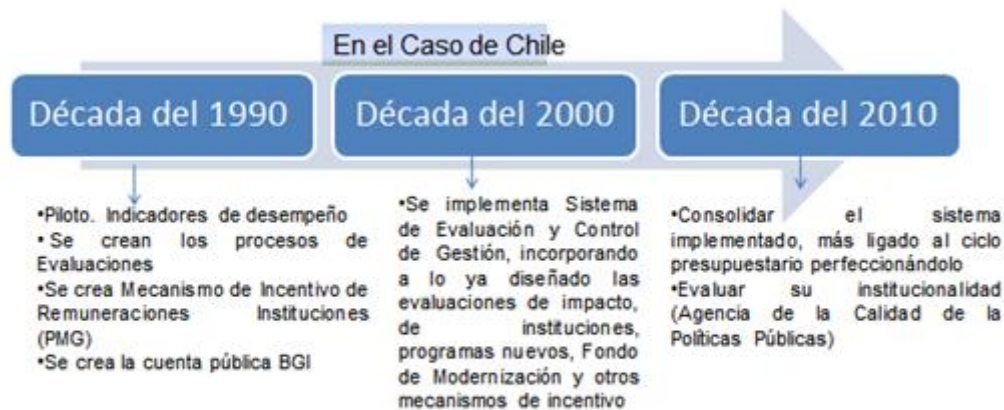 En el Caso de Chile
Década del 1990
Década del 2000
Década del 2010
•Piloto. Indicadores de desempeño
• Se crean los procesos de
Evaluaciones
•Se crea Mecanismo de Incentivo de
Remuneraciones Instituciones
(PMG)
•Se crea la cuenta pública BGI
•Se implementa Sistema
de Evaluación y Control
de Gestión, incorporando
a lo ya diseñado las
evaluaciones de impacto,
de instituciones,
programas nuevos, Fondo
de Modernización y otros
mecanismos de incentivo
•Consolidar el sistema
implementado, más ligado al ciclo
presupuestario perfeccionándolo
•Evaluar su institucionalidad
(Agencia de la Calidad de la
Políticas Públicas)